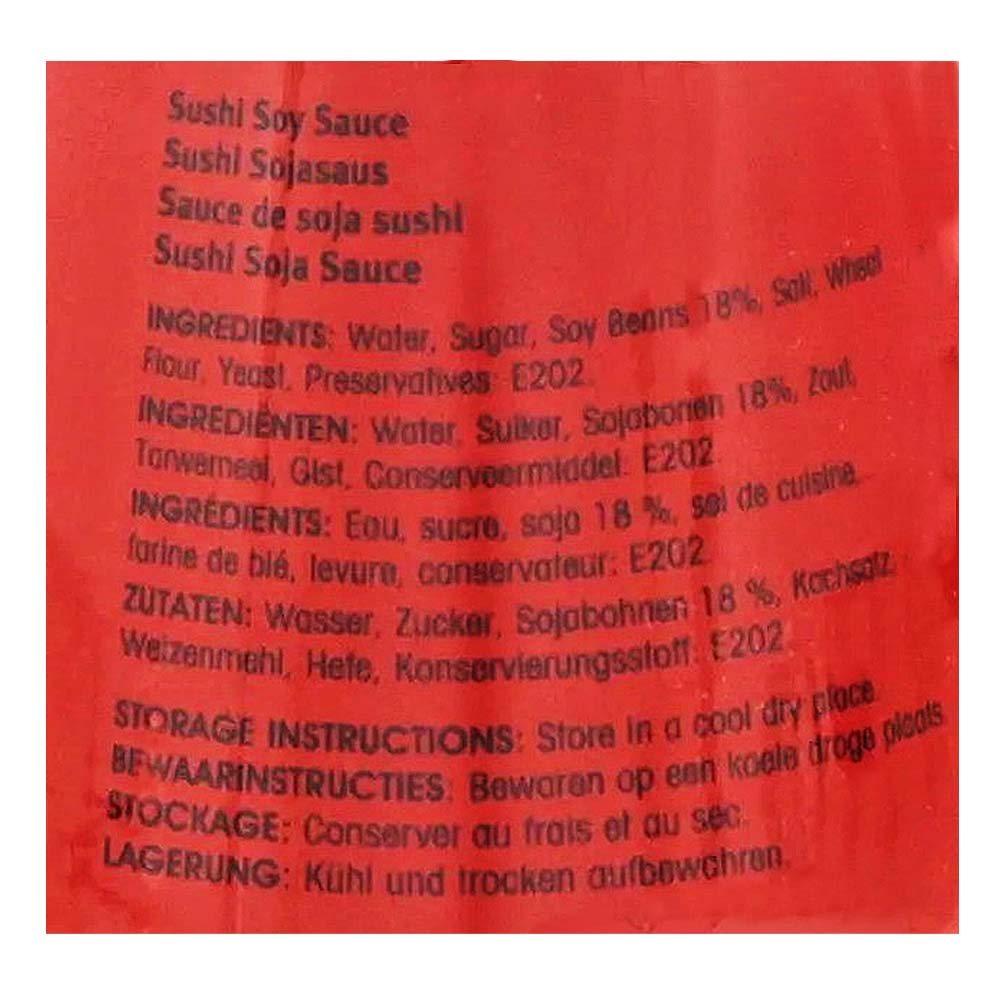 Sushi Soy Sauce
Sushi Sojasaus
Sauce de soja sushi
Sushi Soja Sauce
INGREDIENTS: Water, Sugar, Soy Benns 18%, Salt, Wheat
Flour, Yeast, Preservatives: E202.
INGREDIËNTEN: Water, Suiker, Sojabonen 18%, Zout,
Tarwemeel, Gist, Conserveermiddel: E202
INGRÉDIENTS: Eau, sucre, soja 18 %, sel de cuisine,
farine de blé, levure, conservateur: E202
ZUTATEN: Wasser, Zucker, Sojabohnen 18 %, Kochsalz,
Weizenmehl, Hefe, Konservierungsstoff: E202
STORAGE INSTRUCTIONS: Store in a cool dry place
BEWAARINSTRUCTIES: Bewaren op een koele droge plaats
STOCKAGE: Conserver au frais et au sec.
LAGERUNG: Kühl und trocken aufbewahren.